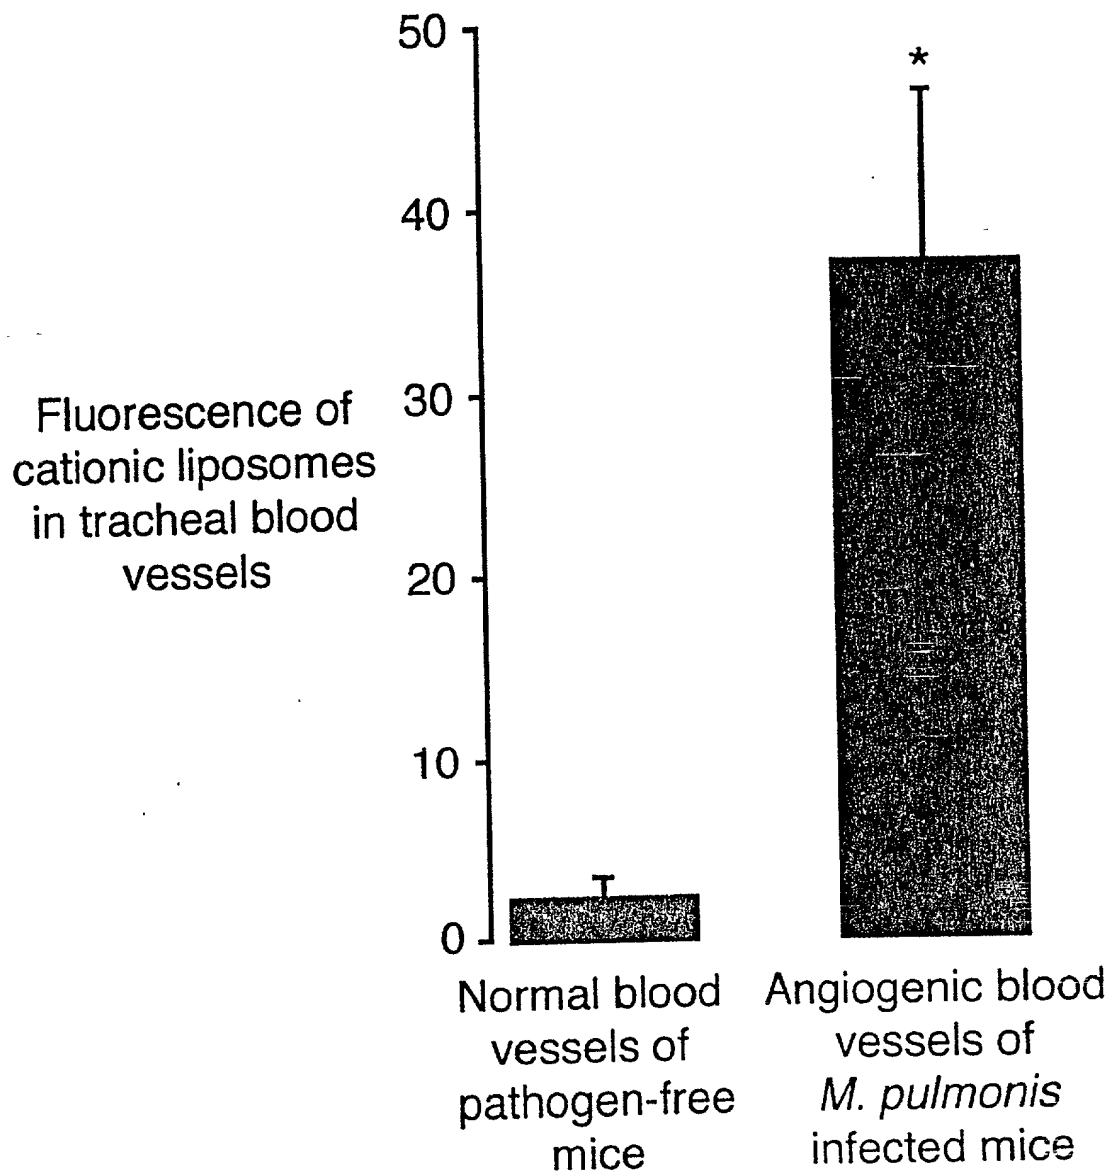 50
40
30
20
10
0
*
Fluorescence of
cationic liposomes
in tracheal blood
vessels
Normal blood
vessels of
pathogen-free
mice
Angiogenic blood
vessels of
M. pulmonis
infected mice